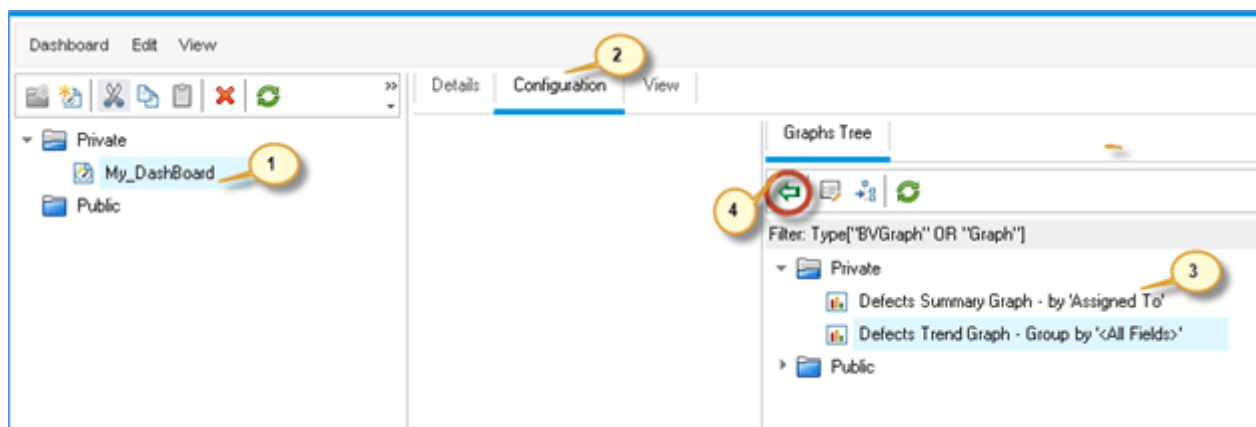 Dashboard Edit View
2
»
Details Configuration View
Private
My_DashBoard
1
Public
Graphs Tree
4
Filter: Type["BVGraph" OR "Graph"]
Private
3
Defects Summary Graph - by 'Assigned To'
Defects Trend Graph - Group by '<All Fields>'
Public